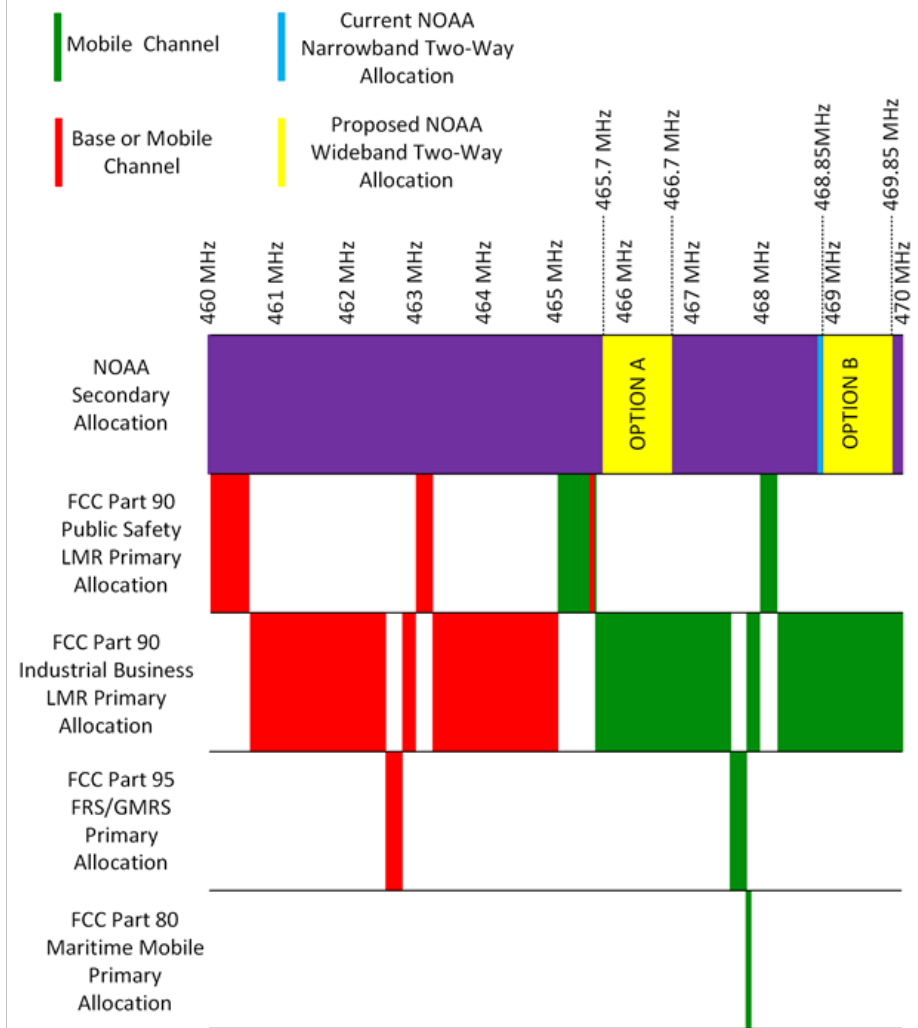 Mobile  Channel
Current NOAA
Narrowband Two-Way
Allocation
Base or Mobile
Channel
Proposed NOAA
Wideband Two-Way
Allocation
465.7 MHz
466.7 MHz
468.85MHz
469.85 MHz
460 MHz
461 MHz
462 MHz
463 MHz
464 MHz
465 MHz
466 MHz
467 MHz
468 MHz
469 MHz
470 MHz
NOAA
Secondary
Allocation
OPTION A
OPTION B
FCC Part 90
Public Safety
LMR Primary
Allocation
FCC Part 90
Industrial Business
LMR Primary
Allocation
FCC Part 95
FRS/GMRS
Primary
Allocation
FCC Part 80
Maritime Mobile
Primary
Allocation